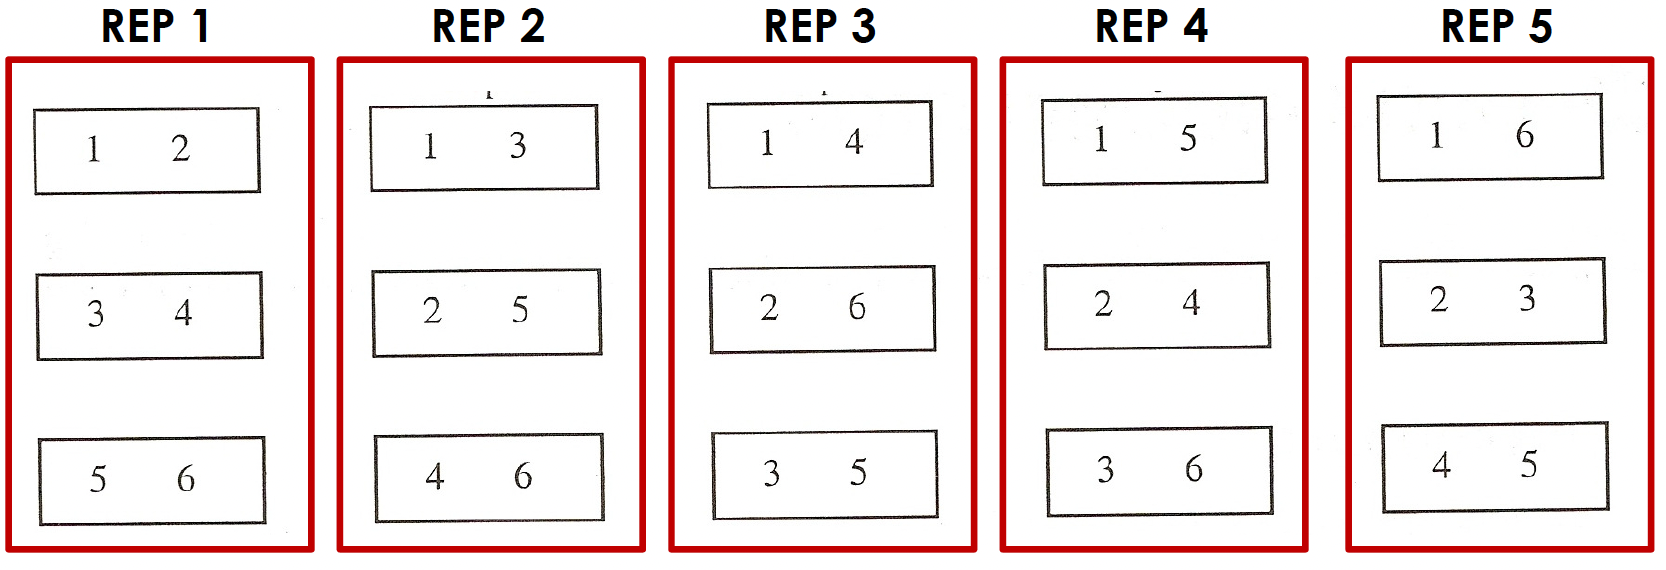 REP 1 REP 2 REP 3 REP 4 REP 5
1 2 1 3 1 4 1 5 1 6
3 4 2 5 2 6 2 4 2 3
5 6 4 6 3 5 3 6 4 5